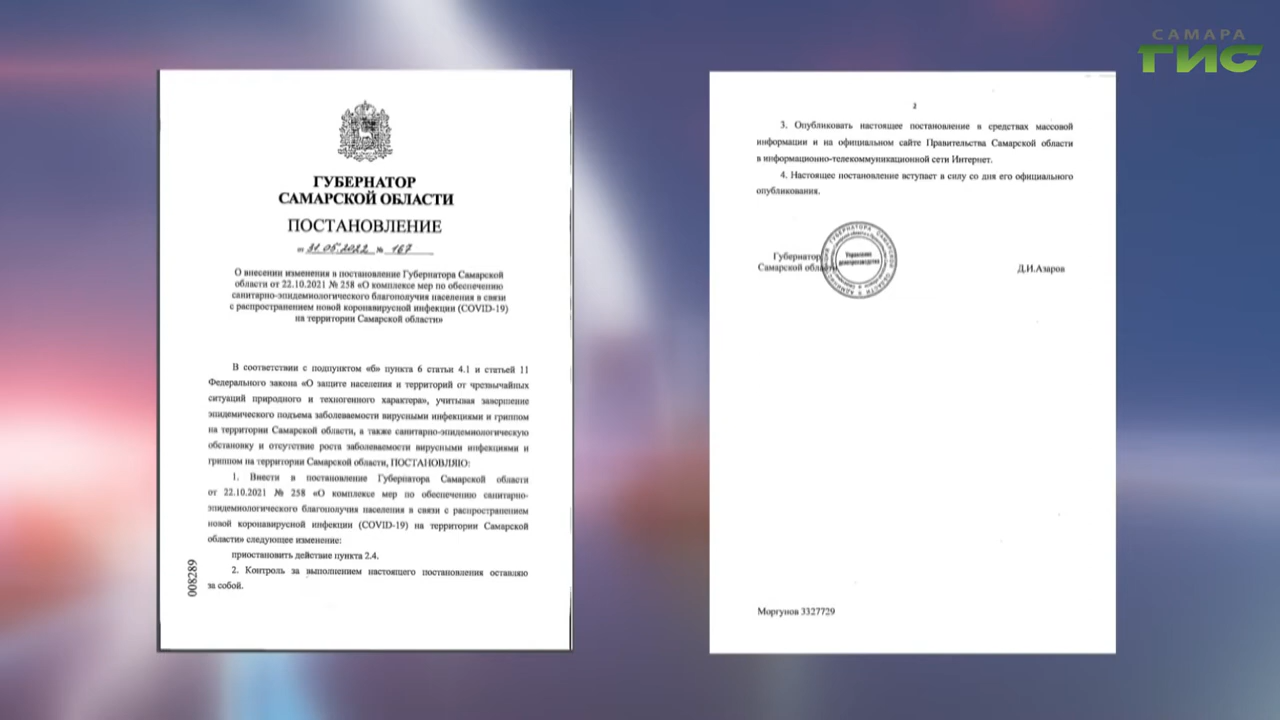 САМАРА
ГИС
ГУБЕРНАТОР
САМАРСКОЙ ОБЛАСТИ
ПОСТАНОВЛЕНИЕ
от 31.05.2022 № 167
О внесении изменения в постановление Губернатора Самарской
области от 22.10.2021 № 258 «О комплексе мер по обеспечению
санитарно-эпидемиологического благополучия населения в связи
с распространением новой коронавирусной инфекции (COVID-19)
на территории Самарской области»
В соответствии с подпунктом «б» пункта 6 статьи 4.1 и статьей 11
Федерального закона «О защите населения и территорий от чрезвычайных
ситуаций природного и техногенного характера», учитывая завершение
эпидемического подъема заболеваемости вирусными инфекциями и гриппом
на территории Самарской области, а также санитарно-эпидемиологическую
обстановку и отсутствие роста заболеваемости вирусными инфекциями и
гриппом на территории Самарской области, ПОСТАНОВЛЯЮ:
1. Внести в постановление Губернатора Самарской области
от 22.10.2021 № 258 «О комплексе мер по обеспечению санитарно-
эпидемиологического благополучия населения в связи с распространением
новой коронавирусной инфекции (COVID-19) на территории Самарской
области» следующее изменение:
приостановить действие пункта 2.4.
2. Контроль за выполнением настоящего постановления оставляю
за собой.
008289
2
3. Опубликовать настоящее постановление в средствах массовой
информации и на официальном сайте Правительства Самарской области
в информационно-телекоммуникационной сети Интернет.
4. Настоящее постановление вступает в силу со дня его официального
опубликования.
Губернатор
Самарской области
Д.И.Азаров
Моргунов 3327729